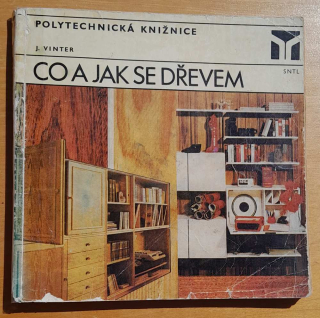 POLYTECHNICKÁ KNIŽNICE
J. VINTER
SNTL
CO A JAK SE DŘEVEM